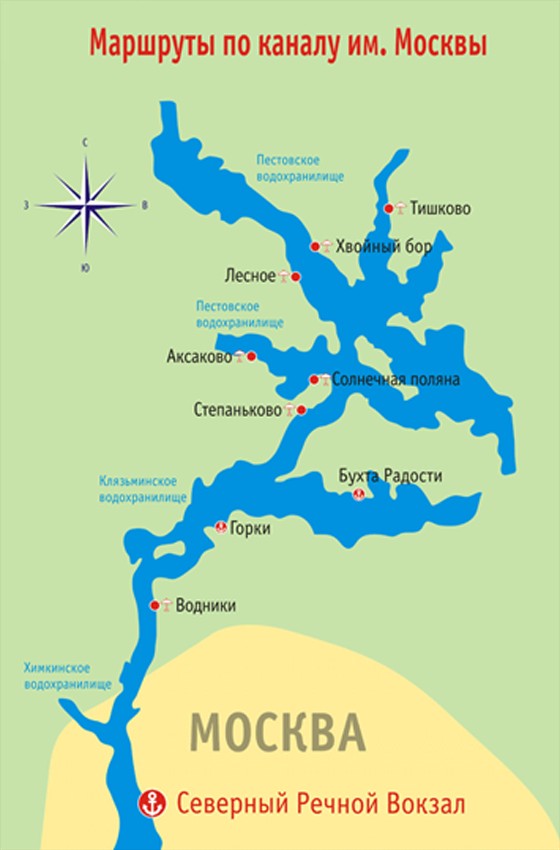 Маршруты по каналу им. Москвы
С
Пестовское
водохранилище
З
В
Тишково
Хвойный бор
Ю
Лесное
Пестовское
водохранилище
Аксаково
Солнечная поляна
Степаньково
Бухта Радости
Клязьминское
водохранилище
Горки
Водники
Химкинское
водохранилище
МОСКВА
Северный Речной Вокзал